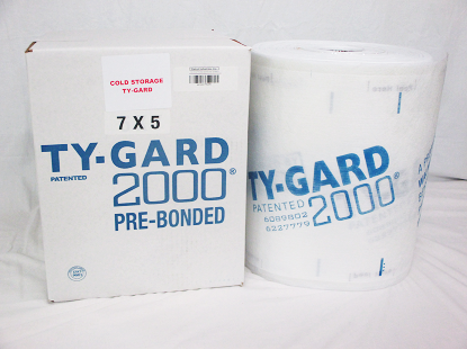 COLD STORAGE
TY-GARD
7 X 5
TY-GARD
PATENTED
2000®
PRE-BONDED
TY-GARD
PATENTED
6089802
6227779
2000®